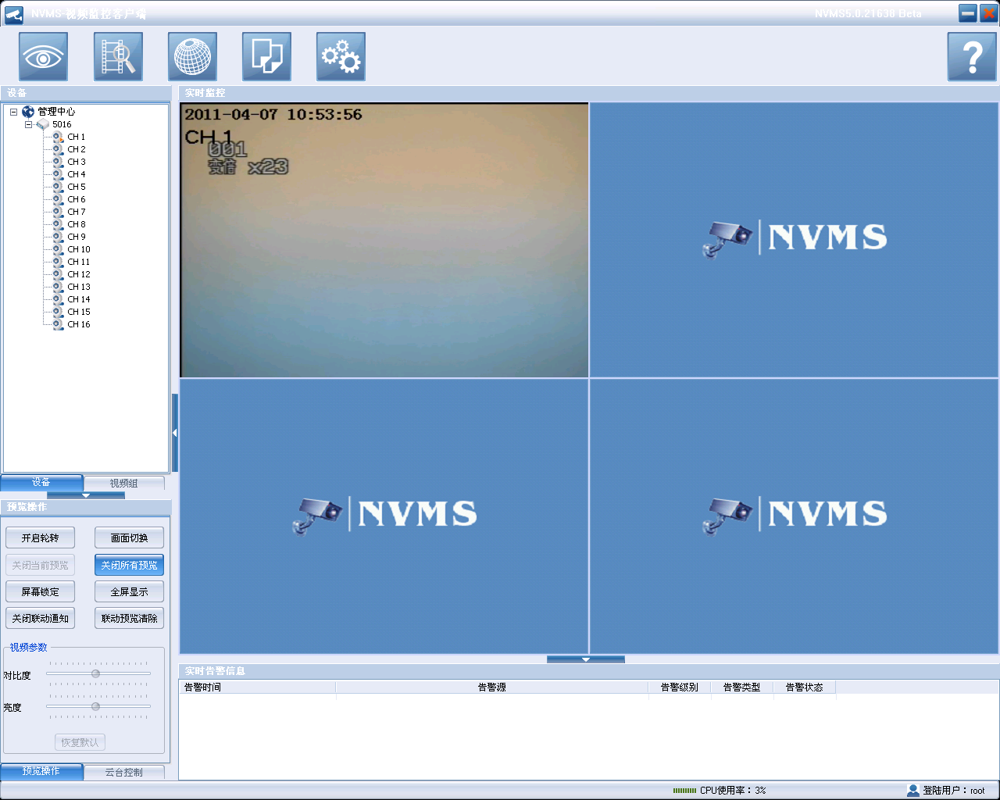 NVMS-视频监控客户端
NVMS5.0.21638 Beta
设备
管理中心
5016
CH 1
CH 2
CH 3
CH 4
CH 5
CH 6
CH 7
CH 8
CH 9
CH 10
CH 11
CH 12
CH 13
CH 14
CH 15
CH 16
设备
视频组
预览操作
开启轮转
画面切换
关闭当前预览
关闭所有预览
屏幕锁定
全屏显示
关闭联动通知
联动预览清除
视频参数
对比度
亮度
恢复默认
预览操作
云台控制
实时监控
2011-04-07 10:53:56
CH 1
001
变倍 x23
NVMS
NVMS
NVMS
实时告警信息
告警时间
告警源
告警级别
告警类型
告警状态
CPU使用率：3%
登陆用户：root